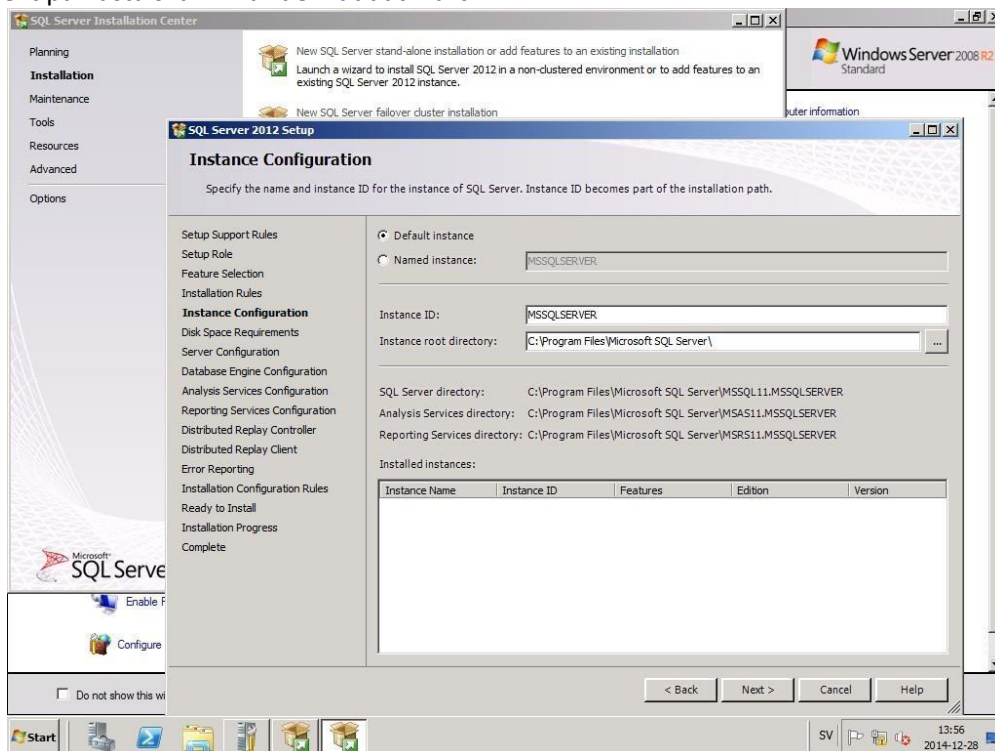 SQL Server Installation Center
Planning
Installation
Maintenance
Tools
Resources
Advanced
Options
New SQL Server stand-alone installation or add features to an existing installation
Launch a wizard to install SQL Server 2012 in a non-clustered environment or to add features to an
existing SQL Server 2012 instance.
New SQL Server failover cluster installation
Windows Server 2008 R2
Standard
puter information
SQL Server 2012 Setup
Instance Configuration
Specify the name and instance ID for the instance of SQL Server. Instance ID becomes part of the installation path.
Setup Support Rules
Setup Role
Feature Selection
Installation Rules
Instance Configuration
Disk Space Requirements
Server Configuration
Database Engine Configuration
Analysis Services Configuration
Reporting Services Configuration
Distributed Replay Controller
Distributed Replay Client
Error Reporting
Installation Configuration Rules
Ready to Install
Installation Progress
Complete
Default instance
Named instance: MSSQLSERVER
Instance ID: MSSQLSERVER
Instance root directory: C:\Program Files\Microsoft SQL Server\
...
SQL Server directory: C:\Program Files\Microsoft SQL Server\MSSQL11.MSSQLSERVER
Analysis Services directory: C:\Program Files\Microsoft SQL Server\MSAS11.MSSQLSERVER
Reporting Services directory: C:\Program Files\Microsoft SQL Server\MSRS11.MSSQLSERVER
Installed instances:
Instance Name Instance ID Features Edition Version
Microsoft
SQL Serve
Enable F
Configure
Do not show this wi
< Back Next > Cancel Help
Start
SV
13:56
2014-12-28